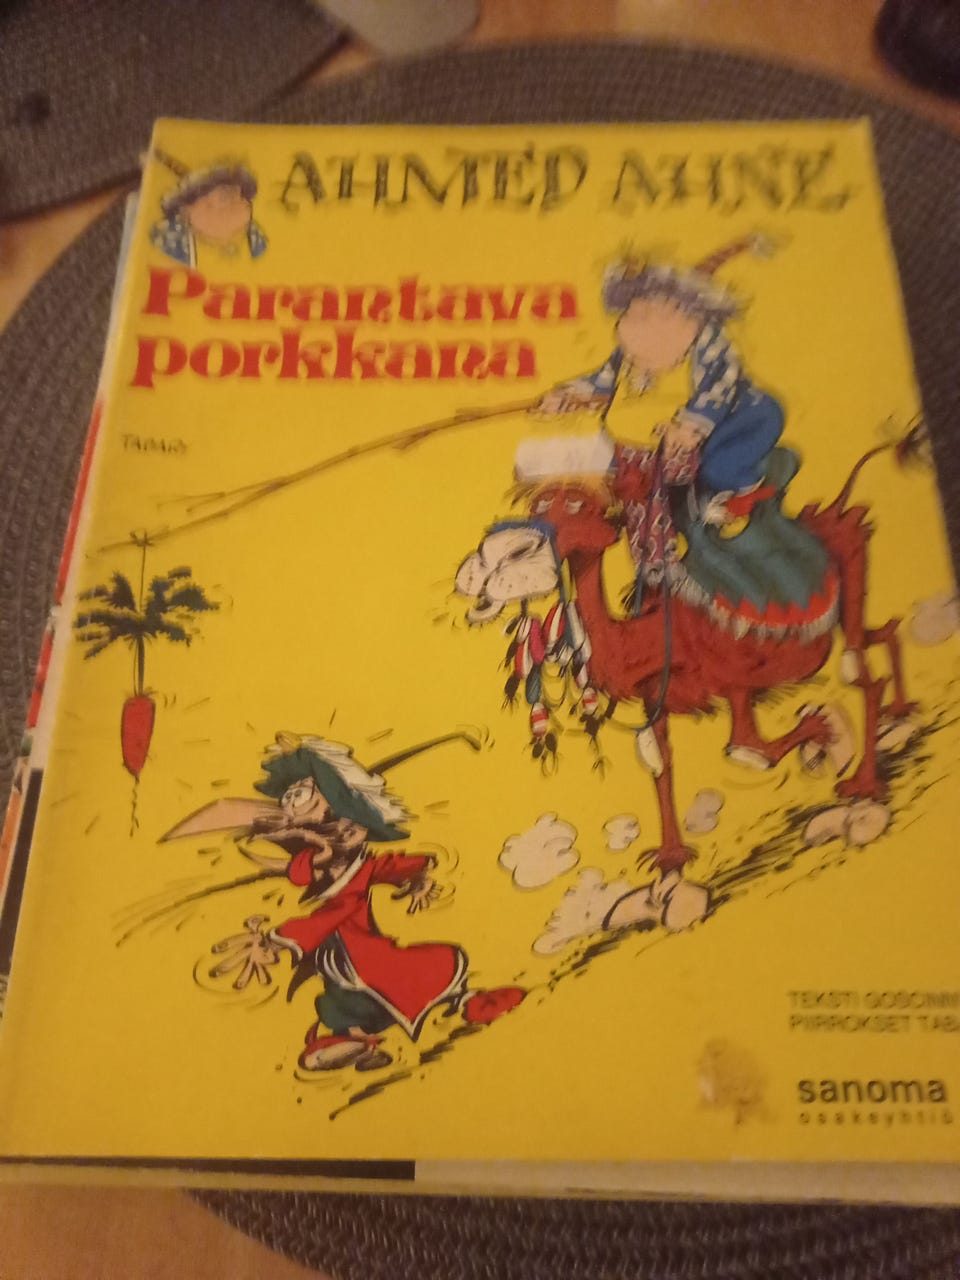 AHMED AHNE
Parantava
porkkana
TABARY
TEKSTI GOSCINN
PIIRROKSET TAB
sanoma
osakeyhtiö